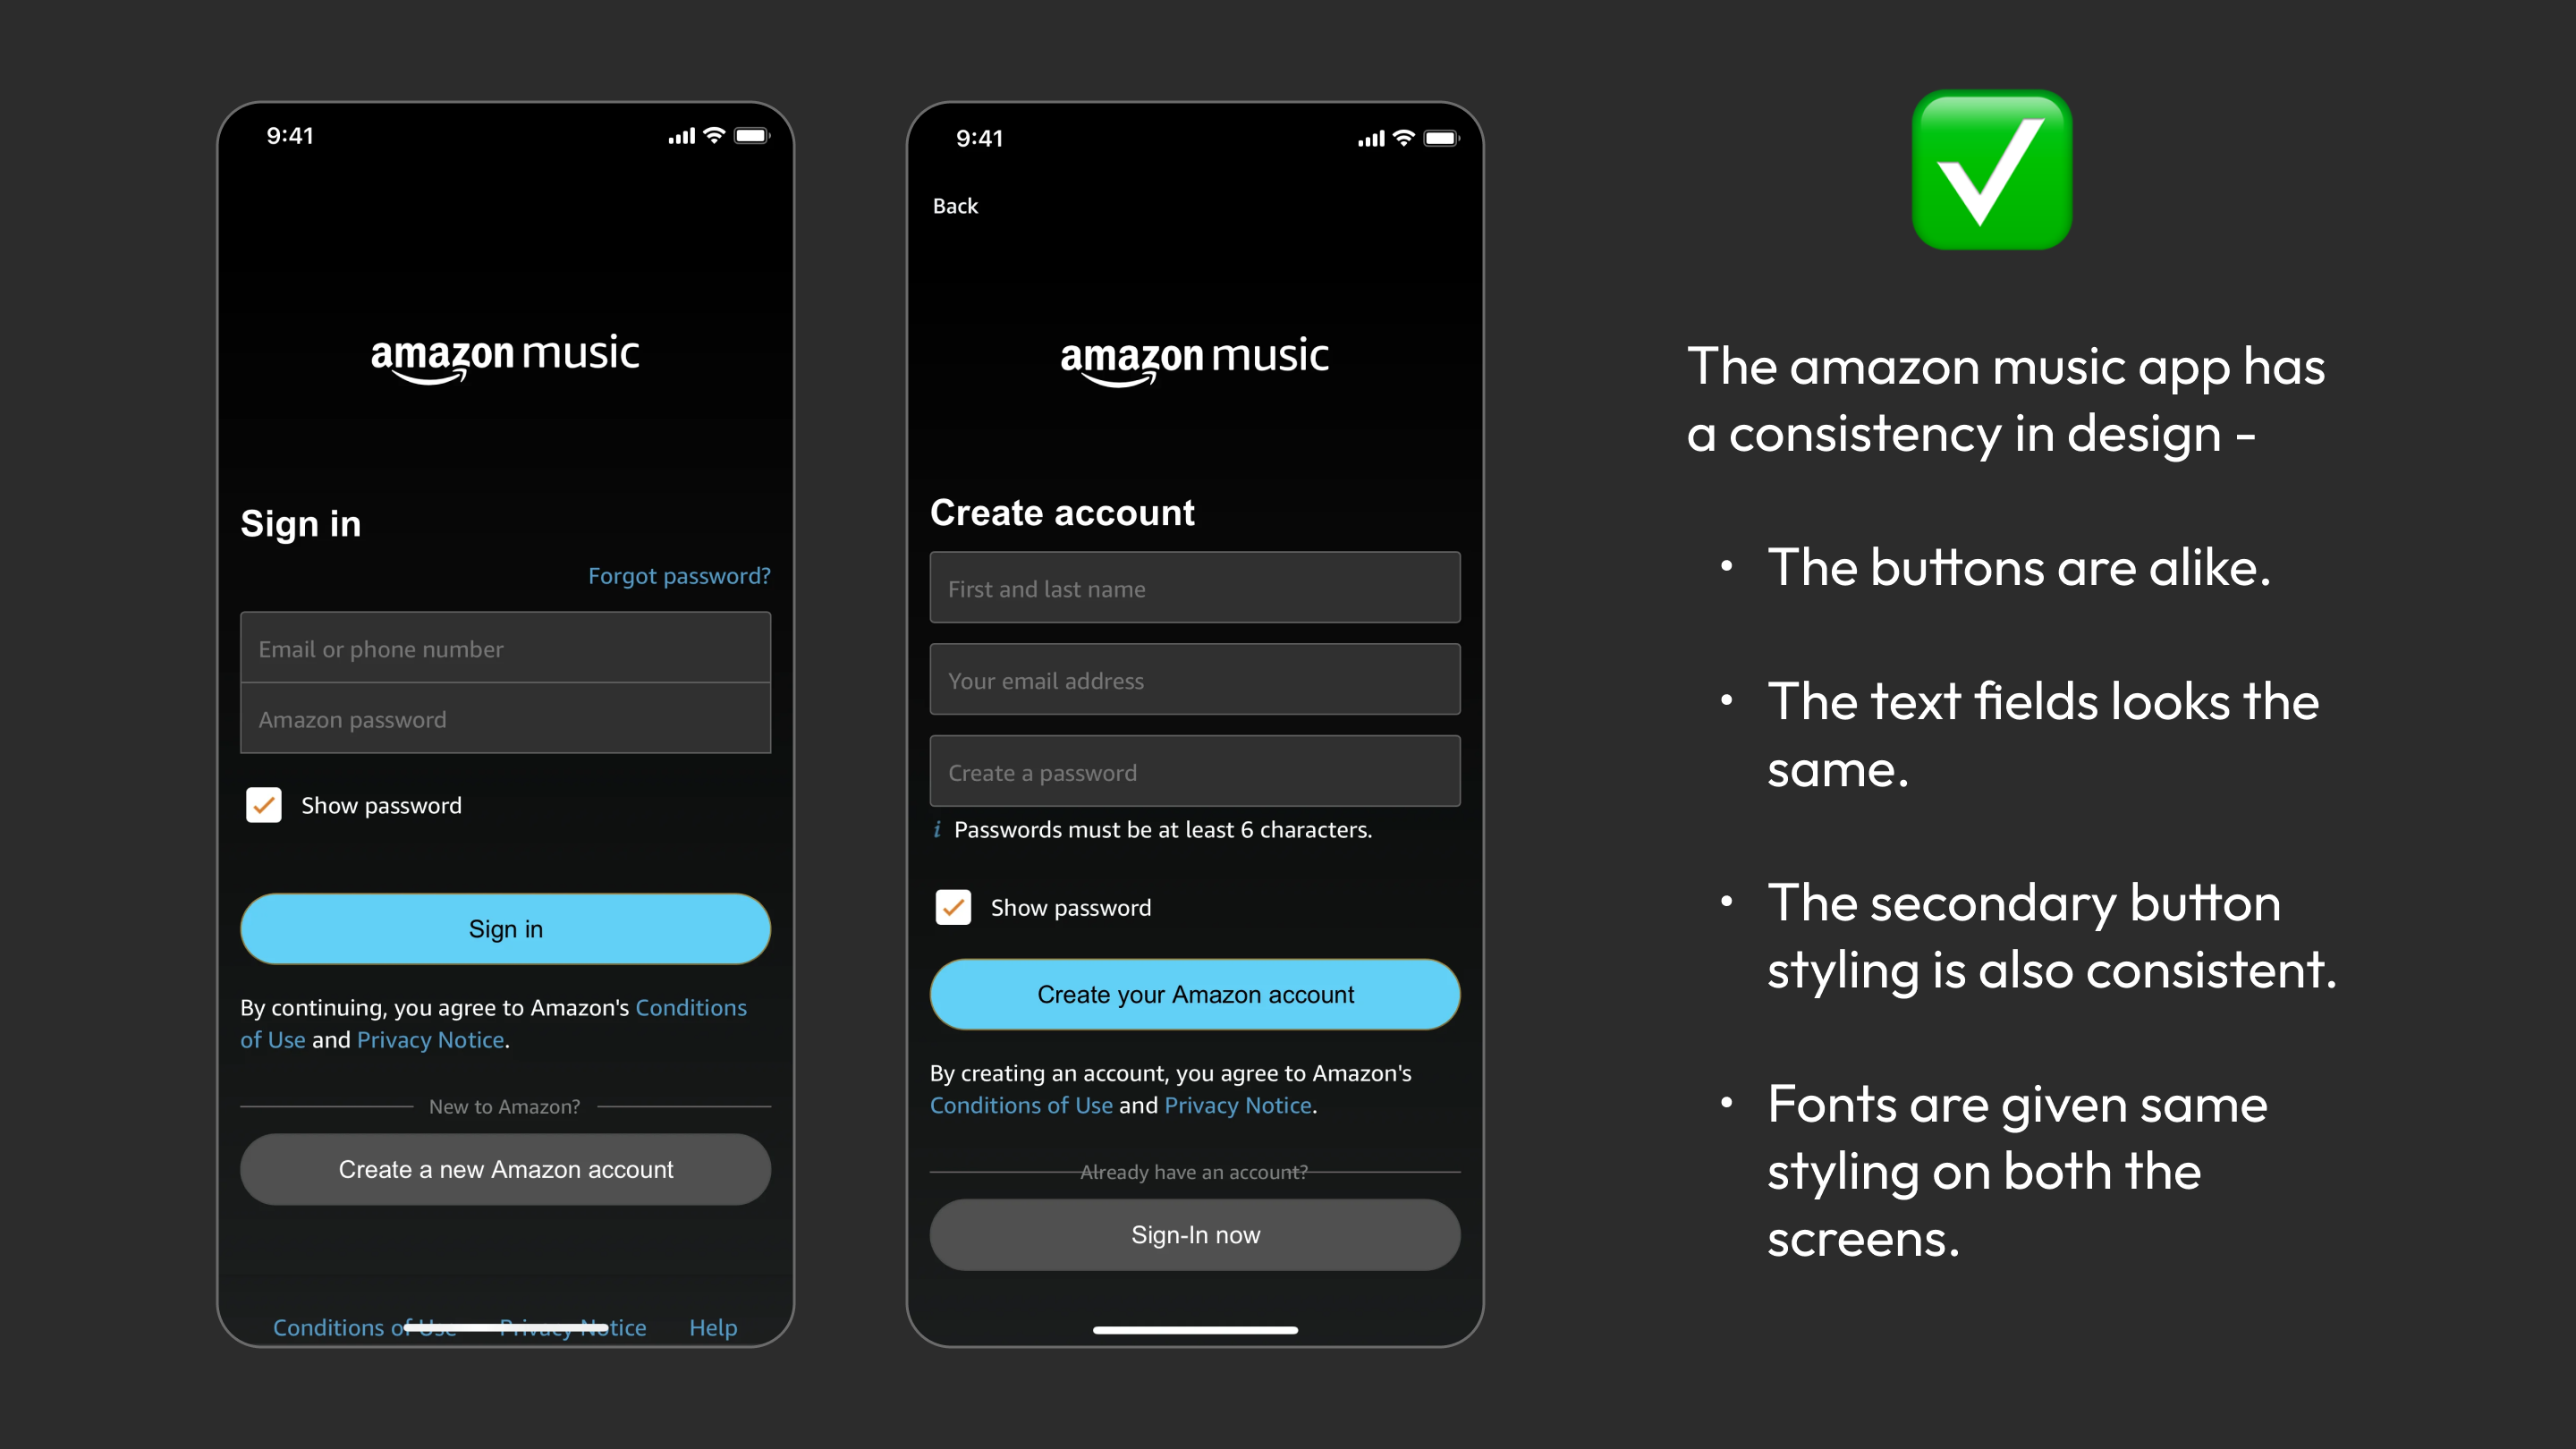 9:41
amazon music
Sign in
Forgot password?
Email or phone number
Amazon password
Show password
Sign in
By continuing, you agree to Amazon's Conditions
of Use and Privacy Notice.
New to Amazon?
Create a new Amazon account
Conditions of Use Privacy Notice Help
9:41
Back
amazon music
Create account
First and last name
Your email address
Create a password
i Passwords must be at least 6 characters.
Show password
Create your Amazon account
By creating an account, you agree to Amazon's
Conditions of Use and Privacy Notice.
Already have an account?
Sign-In now
The amazon music app has
a consistency in design -
• The buttons are alike.
• The text fields looks the
same.
• The secondary button
styling is also consistent.
• Fonts are given same
styling on both the
screens.